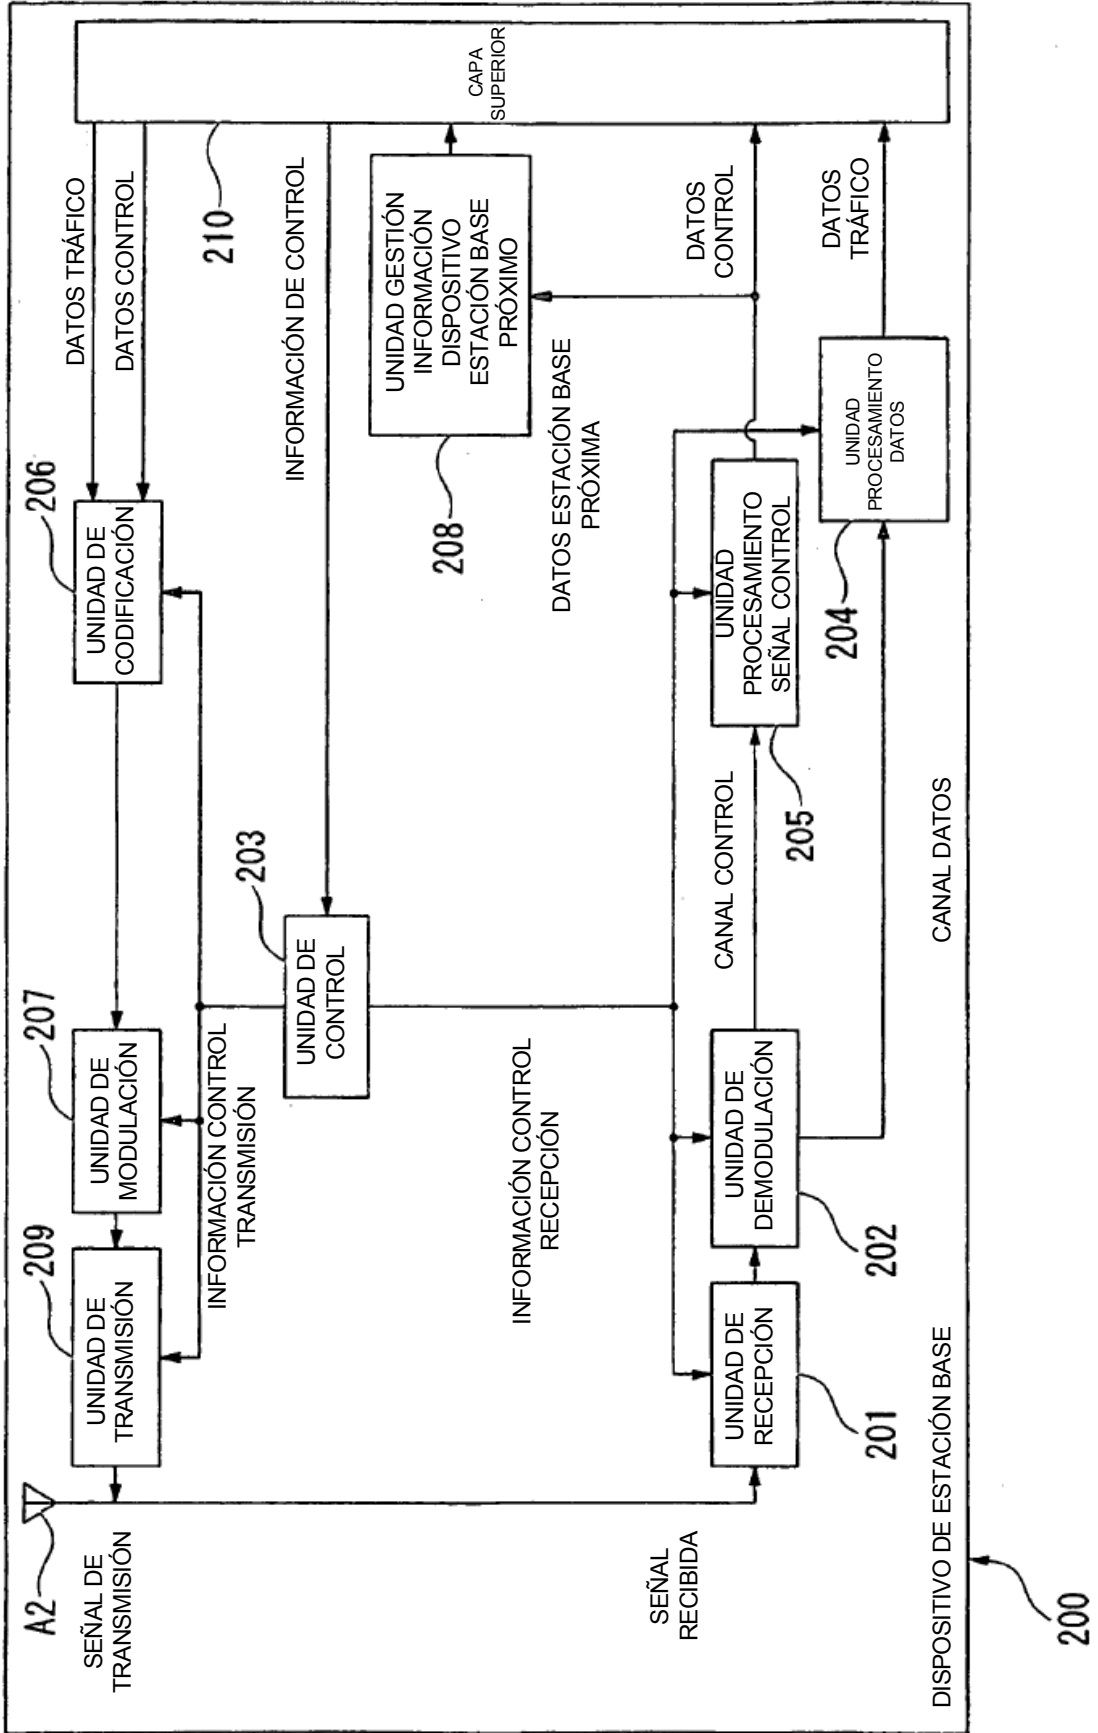 A2
SEÑAL DE
TRANSMISIÓN
209
UNIDAD DE
TRANSMISIÓN
207
UNIDAD DE
MODULACIÓN
206
UNIDAD DE
CODIFICACIÓN
DATOS TRÁFICO
DATOS CONTROL
210
CAPA
SUPERIOR
INFORMACIÓN CONTROL
TRANSMISIÓN
203
UNIDAD DE
CONTROL
INFORMACIÓN DE CONTROL
UNIDAD GESTIÓN
INFORMACIÓN
DISPOSITIVO
ESTACIÓN BASE
PRÓXIMO
208
INFORMACIÓN CONTROL
RECEPCIÓN
DATOS ESTACIÓN BASE
PRÓXIMA
DATOS
CONTROL
SEÑAL
RECIBIDA
UNIDAD DE
RECEPCIÓN
201
UNIDAD DE
DEMODULACIÓN
202
CANAL CONTROL
UNIDAD
PROCESAMIENTO
SEÑAL CONTROL
205
UNIDAD
PROCESAMIENTO
DATOS
204
DATOS
TRÁFICO
CANAL DATOS
DISPOSITIVO DE ESTACIÓN BASE
200